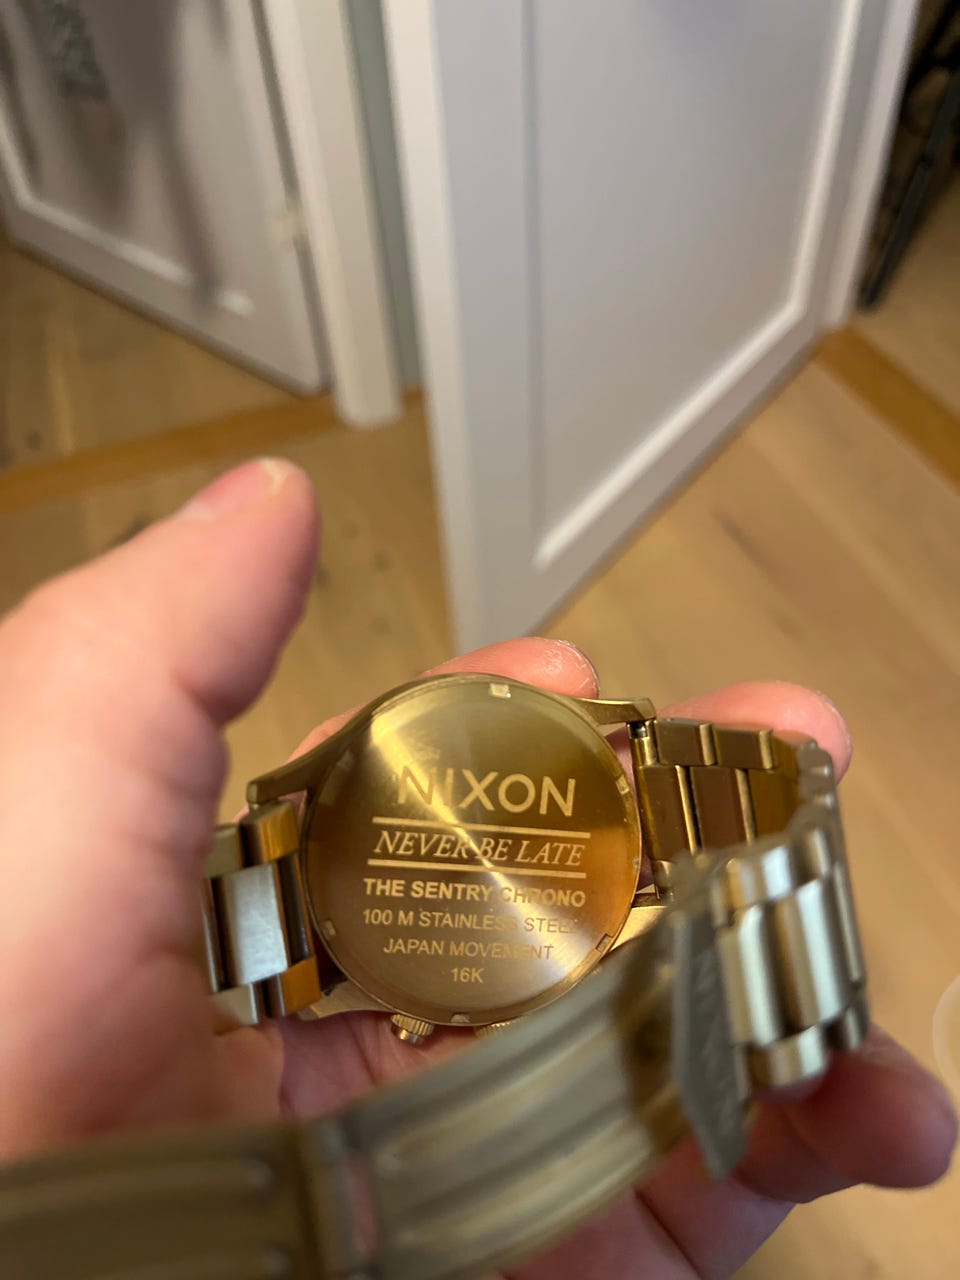 NIXON
NEVER BE LATE
THE SENTRY CHRONO
100 M STAINLESS STEEL
JAPAN MOVEMENT
16K